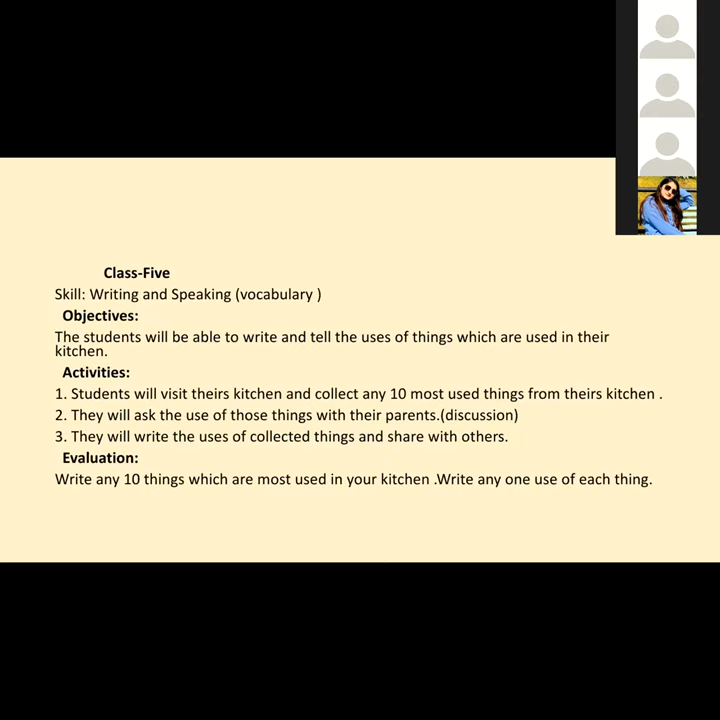 Class-Five
Skill: Writing and Speaking (vocabulary )
Objectives:
The students will be able to write and tell the uses of things which are used in their
kitchen.
Activities:
1. Students will visit theirs kitchen and collect any 10 most used things from theirs kitchen .
2. They will ask the use of those things with their parents.(discussion)
3. They will write the uses of collected things and share with others.
Evaluation:
Write any 10 things which are most used in your kitchen .Write any one use of each thing.